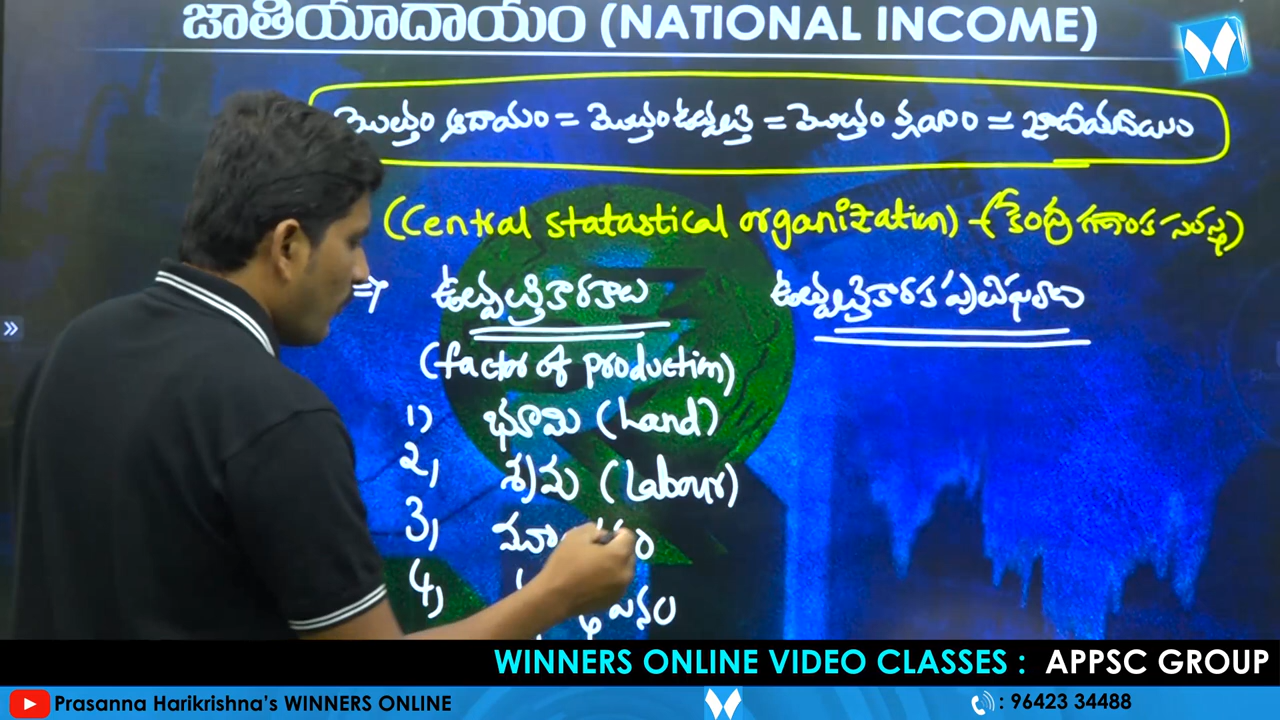 జాతీయాదాయం (NATIONAL INCOME)
మొత్తం ఆదాయం = మొత్తం ఉత్పత్తి = మొత్తం వ్యయం = జాతీయాదాయం
(Central statastical organization) - (కేంద్ర గణాంక సంస్థ)
⇒ ఉత్పత్తి కారకాలు ఉత్పత్తి కారక ప్రతిఫలాలు
(factor of production)
1) భూమి (Land)
2) శ్రమ (Labour)
3)
4)
WINNERS ONLINE VIDEO CLASSES : APPSC GROUP
Prasanna Harikrishna's WINNERS ONLINE : 96423 34488